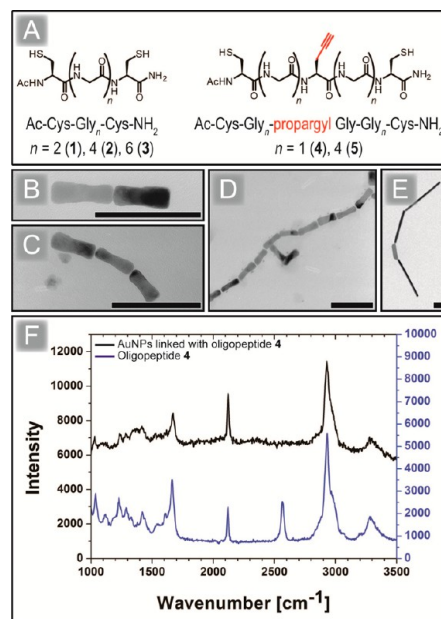 A
SH
SH
AcHN
H
N
O
n
O
N
H
O
NH2
SH
SH
AcHN
H
N
O
n
O
N
H
O
H
N
O
n
O
N
H
O
NH2
Ac-Cys-Glyn-Cys-NH2
Ac-Cys-Glyn-propargyl Gly-Glyn-Cys-NH2
n = 2 (1), 4 (2), 6 (3)
n = 1 (4), 4 (5)
B
C
D
E
F
AuNPs linked with oligopeptide 4
Oligopeptide 4
12000
10000
8000
6000
4000
2000
0
Intensity
10000
9000
8000
7000
6000
5000
4000
3000
2000
1000
0
1000 1500 2000 2500 3000 3500
Wavenumber [cm-1]